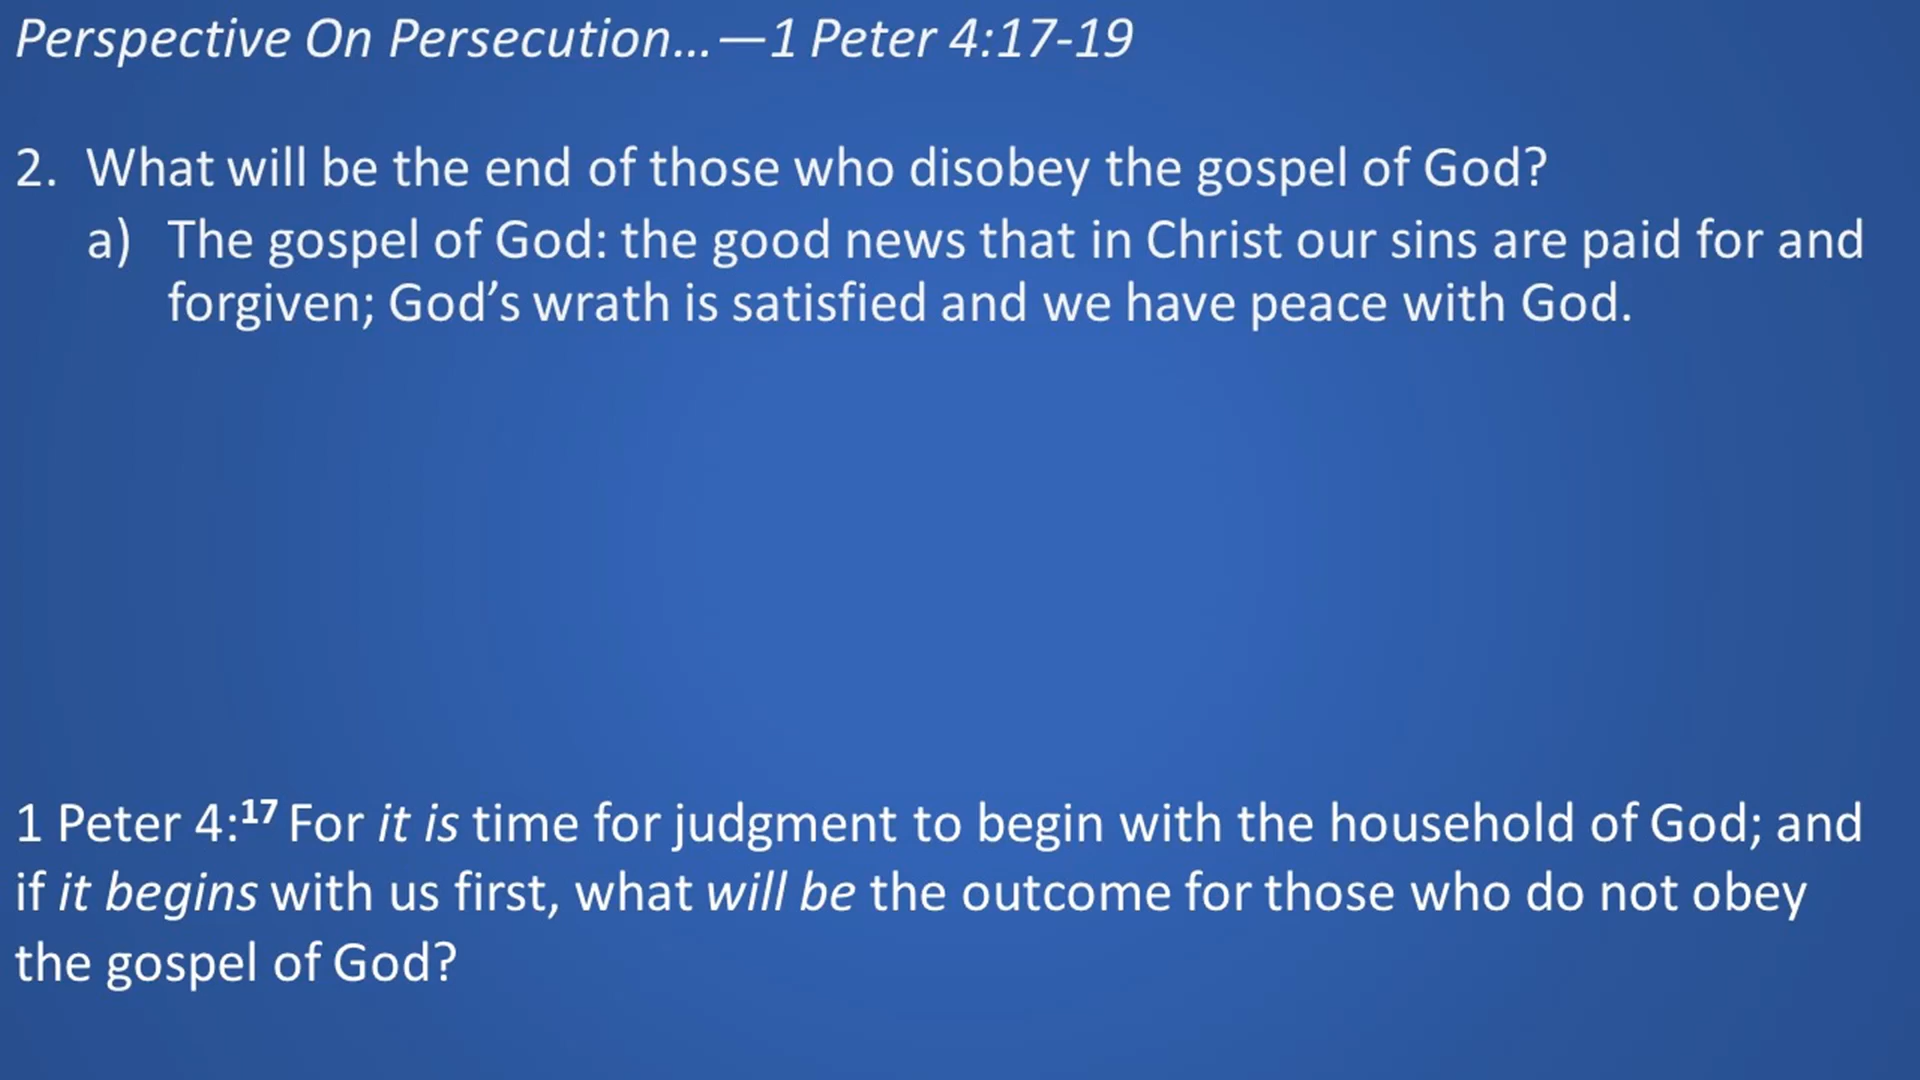 Perspective On Persecution…—1 Peter 4:17-19
2. What will be the end of those who disobey the gospel of God?
a) The gospel of God: the good news that in Christ our sins are paid for and
forgiven; God’s wrath is satisfied and we have peace with God.
1 Peter 4:17 For it is time for judgment to begin with the household of God; and
if it begins with us first, what will be the outcome for those who do not obey
the gospel of God?